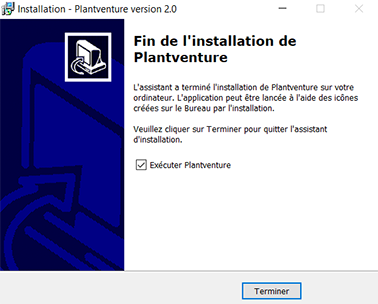 Installation - Plantventure version 2.0
Fin de l'installation de
Plantventure
L'assistant a terminé l'installation de Plantventure sur votre
ordinateur. L'application peut être lancée à l'aide des icônes
créées sur le Bureau par l'installation.
Veuillez cliquer sur Terminer pour quitter l'assistant
d'installation.
Exécuter Plantventure
Terminer